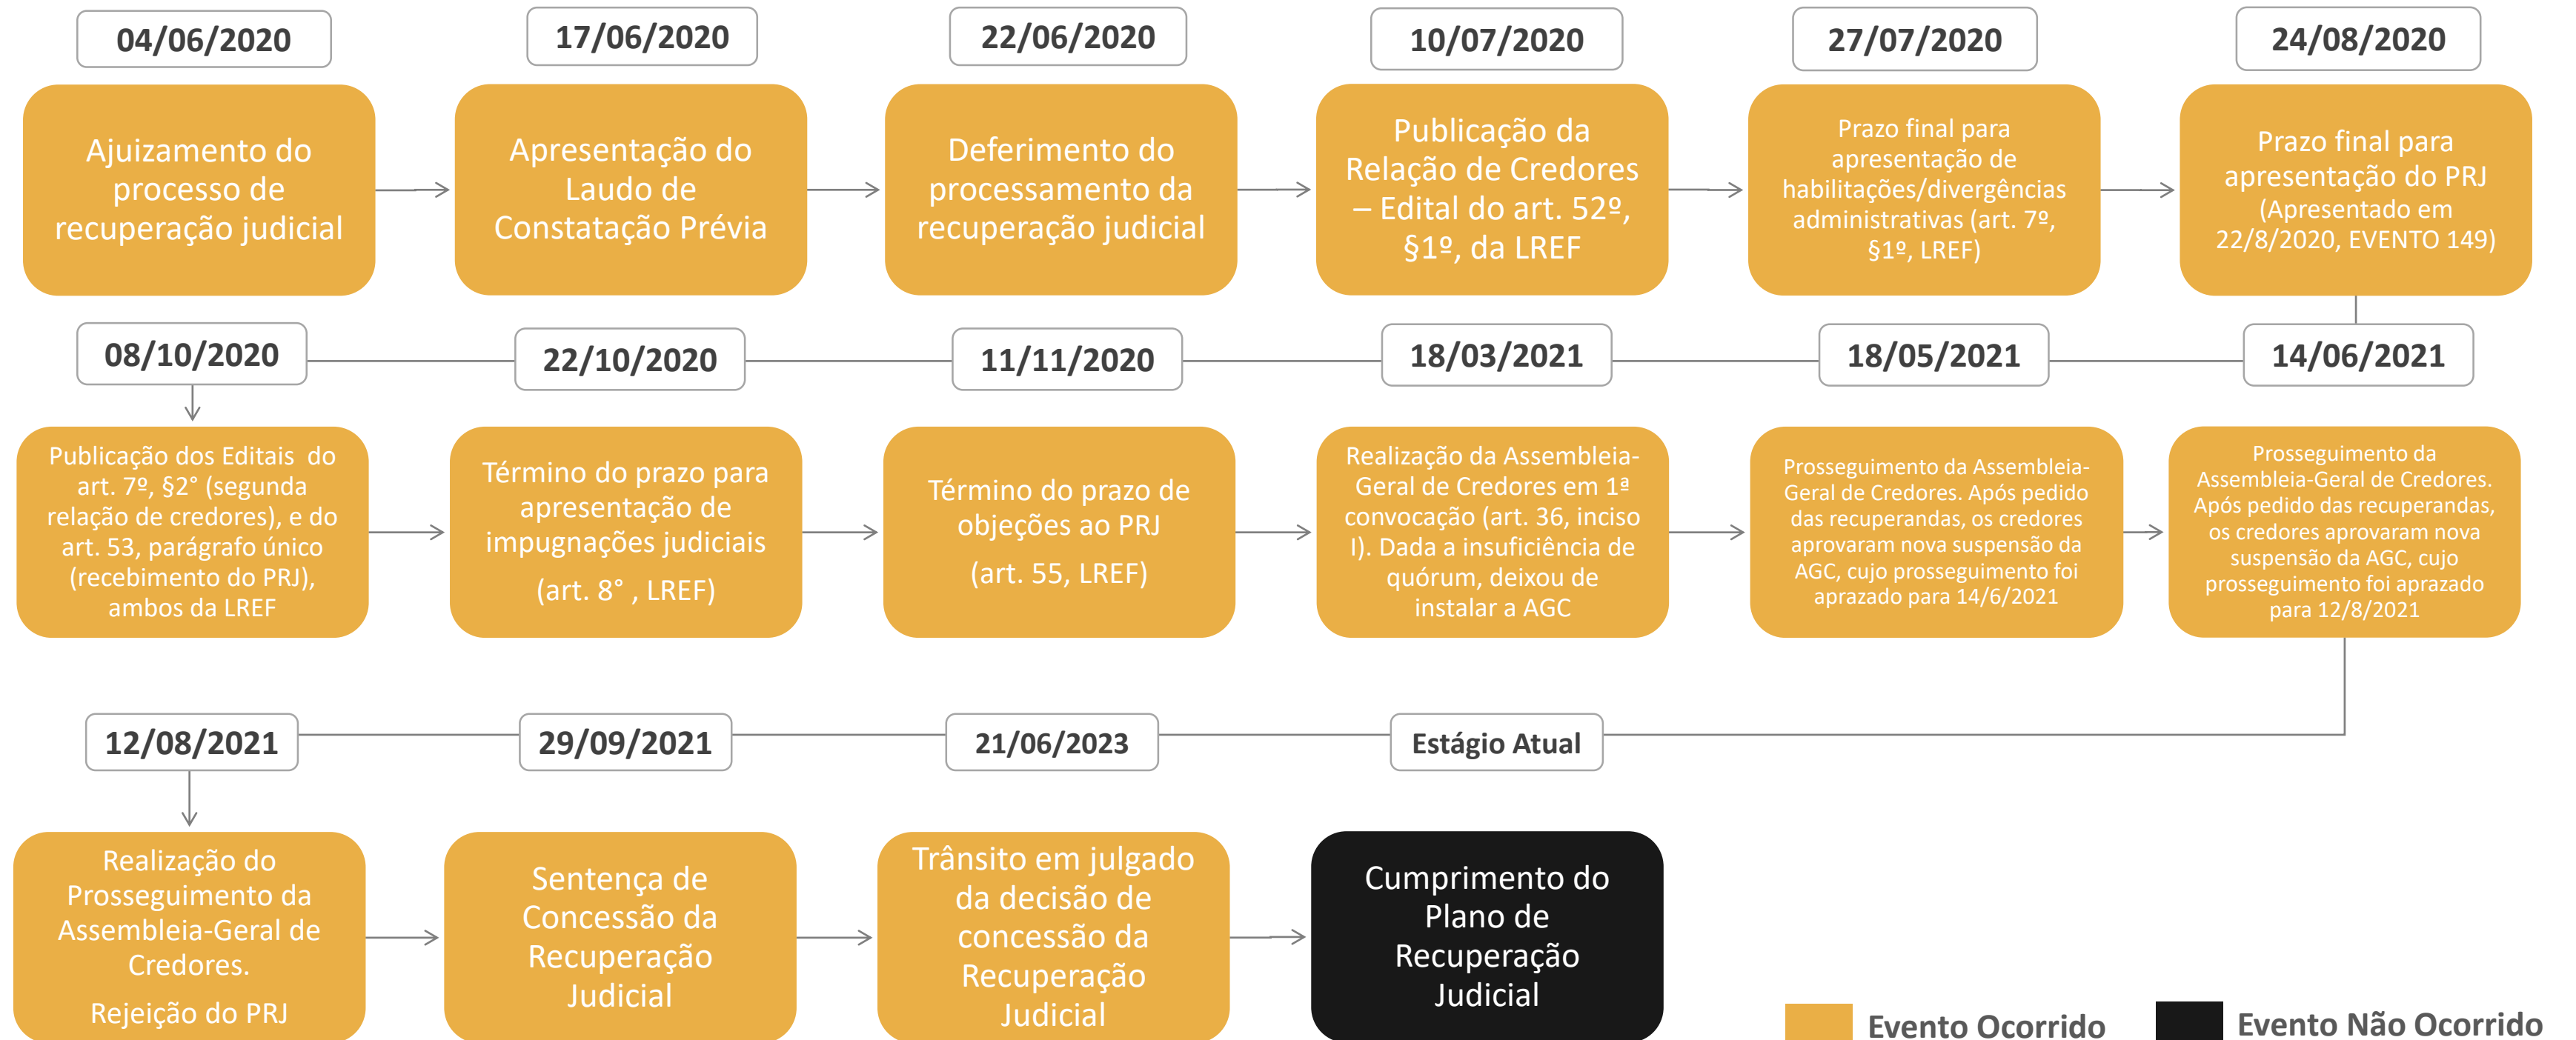 04/06/2020
17/06/2020
22/06/2020
10/07/2020
27/07/2020
24/08/2020
Ajuizamento do
processo de
recuperação judicial
Apresentação do
Laudo de
Constatação Prévia
Deferimento do
processamento da
recuperação judicial
Publicação da
Relação de Credores
– Edital do art. 52º,
§1º, da LREF
Prazo final para
apresentação de
habilitações/divergências
administrativas (art. 7º,
§1º, LREF)
Prazo final para
apresentação do PRJ
(Apresentado em
22/8/2020, EVENTO 149)
08/10/2020
22/10/2020
11/11/2020
18/03/2021
18/05/2021
14/06/2021
Publicação dos Editais do
art. 7º, §2° (segunda
relação de credores), e do
art. 53, parágrafo único
(recebimento do PRJ),
ambos da LREF
Término do prazo para
apresentação de
impugnações judiciais
(art. 8° , LREF)
Término do prazo de
objeções ao PRJ
(art. 55, LREF)
Realização da Assembleia-
Geral de Credores em 1ª
convocação (art. 36, inciso
I). Dada a insuficiência de
quórum, deixou de
instalar a AGC
Prosseguimento da Assembleia-
Geral de Credores. Após pedido
das recuperandas, os credores
aprovaram nova suspensão da
AGC, cujo prosseguimento foi
aprazado para 14/6/2021
Prosseguimento da
Assembleia-Geral de Credores.
Após pedido das recuperandas,
os credores aprovaram nova
suspensão da AGC, cujo
prosseguimento foi aprazado
para 12/8/2021
12/08/2021
29/09/2021
21/06/2023
Estágio Atual
Realização do
Prosseguimento da
Assembleia-Geral de
Credores.
Rejeição do PRJ
Sentença de
Concessão da
Recuperação
Judicial
Trânsito em julgado
da decisão de
concessão da
Recuperação
Judicial
Cumprimento do
Plano de
Recuperação
Judicial
Evento Ocorrido
Evento Não Ocorrido